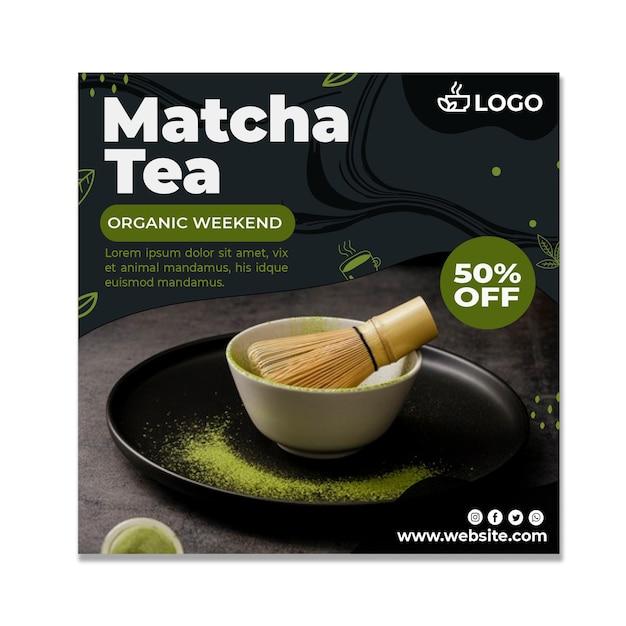 Matcha
Tea
LOGO
ORGANIC WEEKEND
Lorem ipsum dolor sit amet, vix
et animal mandamus, his idque
euismod mandamus.
50%
OFF
www.website.com